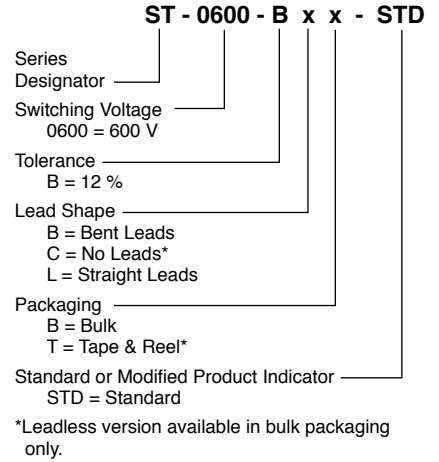 ST - 0600 - B x x - STD
Series
Designator
Switching Voltage
0600 = 600 V
Tolerance
B = 12 %
Lead Shape
B = Bent Leads
C = No Leads*
L = Straight Leads
Packaging
B = Bulk
T = Tape & Reel*
Standard or Modified Product Indicator
STD = Standard
*Leadless version available in bulk packaging
only.